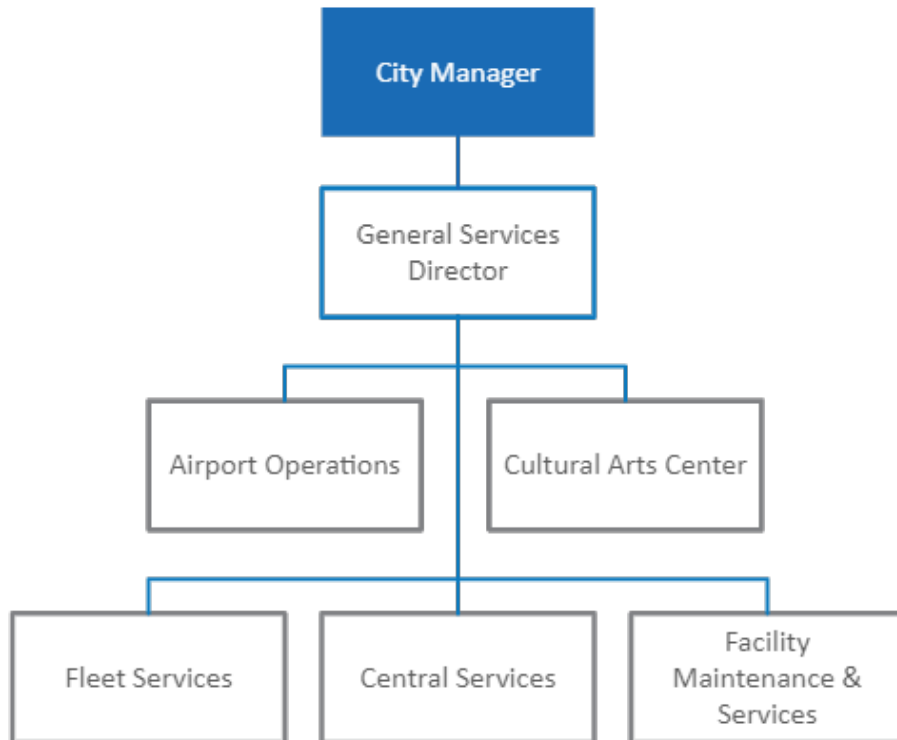 City Manager
General Services
Director
Airport Operations
Cultural Arts Center
Fleet Services
Central Services
Facility
Maintenance &
Services